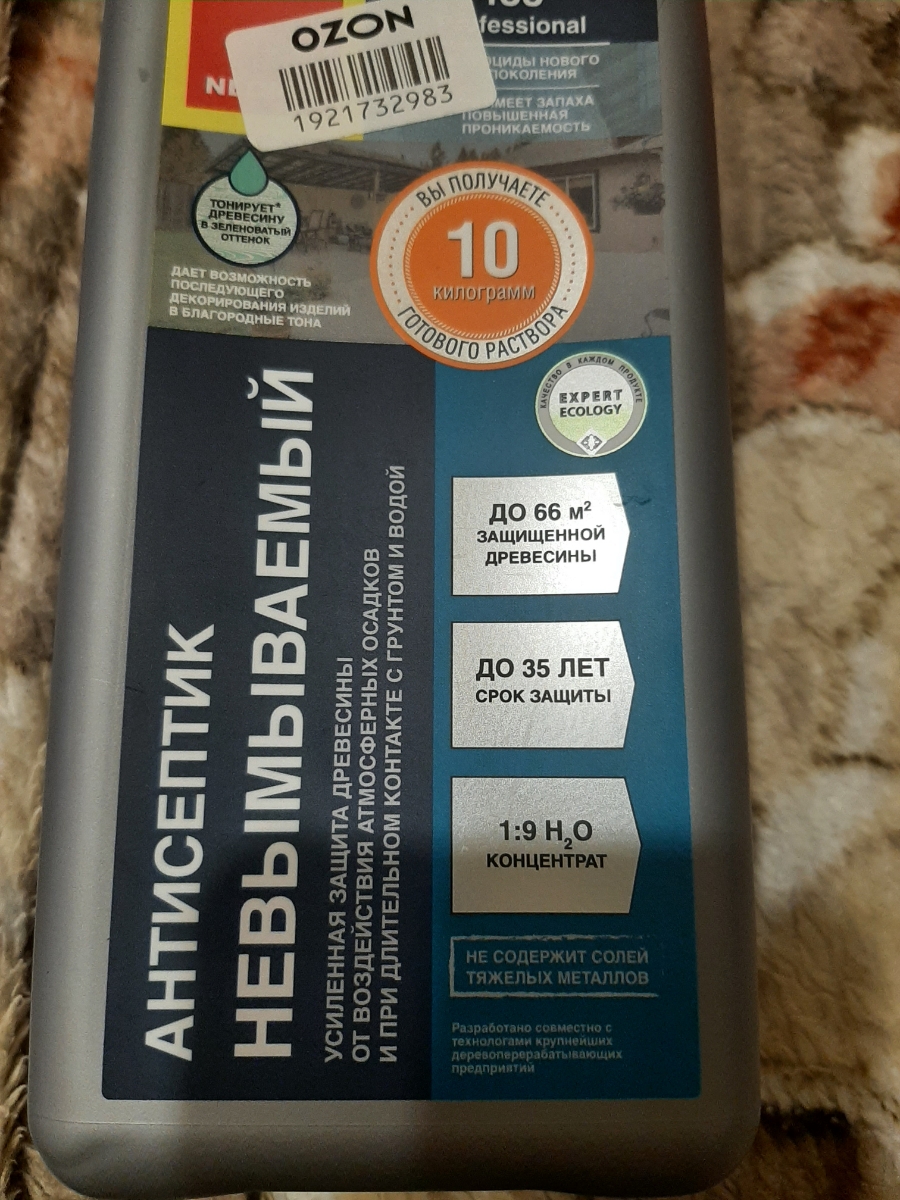 OZON
1921732983
НОВОГО
ПОКОЛЕНИЯ
ЗАПАХА
ПОВЫШЕННАЯ
ПРОНИКАЕМОСТЬ
ТОНИРУЕТ*
ДРЕВЕСИНУ
В ЗЕЛЕНОВАТЫЙ
ОТТЕНОК
ДАЕТ ВОЗМОЖНОСТЬ
ПОСЛЕДУЮЩЕГО
ДЕКОРИРОВАНИЯ ИЗДЕЛИЙ
В БЛАГОРОДНЫЕ ТОНА
ВЫ ПОЛУЧАЕТЕ
10
КИЛОГРАММ
ГОТОВОГО РАСТВОРА
КАЧЕСТВО В КАЖДОМ ПРОДУКТЕ
EXPERT
ECOLOGY
АНТИСЕПТИК
НЕВЫМЫВАЕМЫЙ
УСИЛЕННАЯ ЗАЩИТА ДРЕВЕСИНЫ
ОТ ВОЗДЕЙСТВИЯ АТМОСФЕРНЫХ ОСАДКОВ
И ПРИ ДЛИТЕЛЬНОМ КОНТАКТЕ С ГРУНТОМ И ВОДОЙ
ДО 66 м²
ЗАЩИЩЕННОЙ
ДРЕВЕСИНЫ
ДО 35 ЛЕТ
СРОК ЗАЩИТЫ
1:9 H₂O
КОНЦЕНТРАТ
НЕ СОДЕРЖИТ СОЛЕЙ
ТЯЖЕЛЫХ МЕТАЛЛОВ
Разработано совместно с
технологами крупнейших
деревоперерабатывающих
предприятий